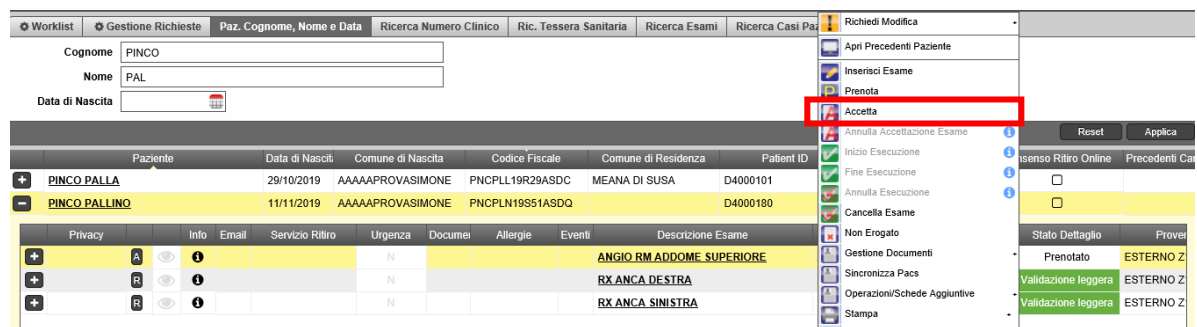 Worklist Gestione Richieste Paz. Cognome, Nome e Data Ricerca Numero Clinico Ric. Tessera Sanitaria Ricerca Esami Ricerca Casi Paz
Cognome PINCO
Nome PAL
Data di Nascita
Richiedi Modifica
Apri Precedenti Paziente
Inserisci Esame
Prenota
Accetta
Annulla Accettazione Esame
Inizio Esecuzione
Fine Esecuzione
Annulla Esecuzione
Cancella Esame
Non Erogato
Gestione Documenti
Sincronizza Pacs
Operazioni/Schede Aggiuntive
Stampa
Reset Applica
Paziente Data di Nascita Comune di Nascita Codice Fiscale Comune di Residenza Patient ID nsenso Ritiro Online Precedenti Car
PINCO PALLA 29/10/2019 AAAAAPROVASIMONE PNCPLL19R29ASDC MEANA DI SUSA D4000101
PINCO PALLINO 11/11/2019 AAAAAPROVASIMONE PNCPLN19S51ASDQ D4000180
Privacy Info Email Servizio Ritiro Urgenza Documen Allergie Eventi Descrizione Esame Stato Dettaglio Proven
A N ANGIO RM ADDOME SUPERIORE Prenotato ESTERNO Z
R N RX ANCA DESTRA Validazione leggera ESTERNO Z
R N RX ANCA SINISTRA Validazione leggera ESTERNO Z